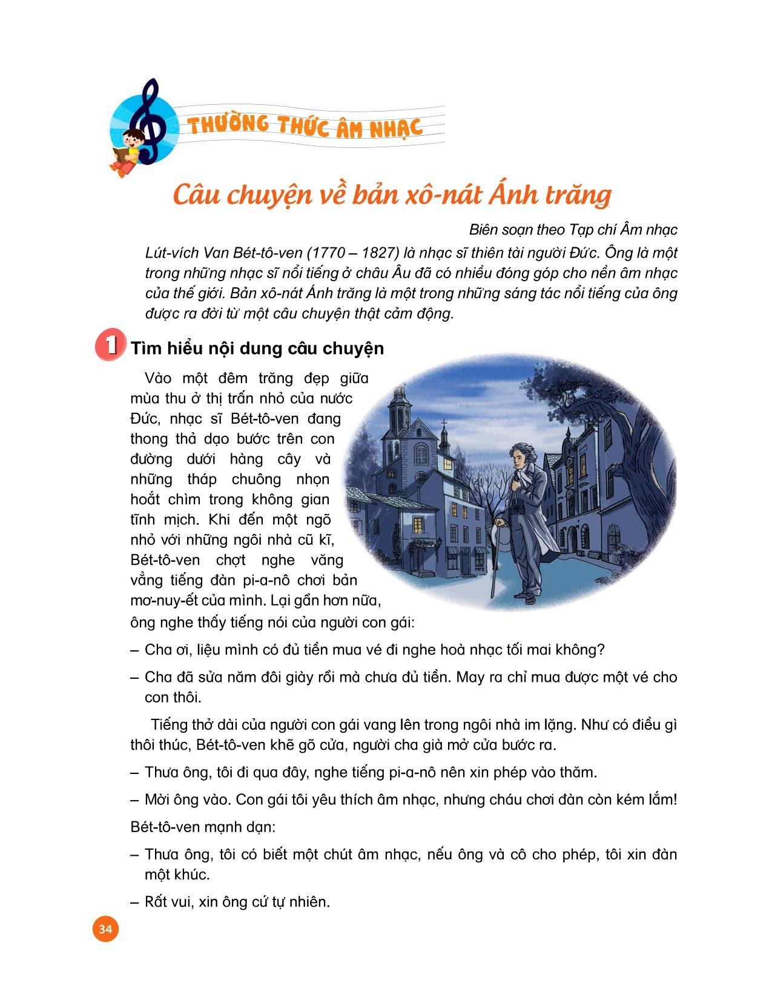 THƯỜNG THỨC ÂM NHẠC
Câu chuyện về bản xô-nát Ánh trăng
Biên soạn theo Tạp chí Âm nhạc
Lút-vích Van Bét-tô-ven (1770 – 1827) là nhạc sĩ thiên tài người Đức. Ông là một
trong những nhạc sĩ nổi tiếng ở châu Âu đã có nhiều đóng góp cho nền âm nhạc
của thế giới. Bản xô-nát Ánh trăng là một trong những sáng tác nổi tiếng của ông
được ra đời từ một câu chuyện thật cảm động.
1 Tìm hiểu nội dung câu chuyện
Vào một đêm trăng đẹp giữa
mùa thu ở thị trấn nhỏ của nước
Đức, nhạc sĩ Bét-tô-ven đang
thong thả dạo bước trên con
đường dưới hàng cây và
những tháp chuông nhọn
hoắt chìm trong không gian
tĩnh mịch. Khi đến một ngõ
nhỏ với những ngôi nhà cũ kĩ,
Bét-tô-ven chợt nghe văng
vẳng tiếng đàn pi-a-nô chơi bản
mơ-nuy-ét của mình. Lại gần hơn nữa,
ông nghe thấy tiếng nói của người con gái:
– Cha ơi, liệu mình có đủ tiền mua vé đi nghe hoà nhạc tối mai không?
– Cha đã sửa năm đôi giày rồi mà chưa đủ tiền. May ra chỉ mua được một vé cho
con thôi.
Tiếng thở dài của người con gái vang lên trong ngôi nhà im lặng. Như có điều gì
thôi thúc, Bét-tô-ven khẽ gõ cửa, người cha già mở cửa bước ra.
– Thưa ông, tôi đi qua đây, nghe tiếng pi-a-nô nên xin phép vào thăm.
– Mời ông vào. Con gái tôi yêu thích âm nhạc, nhưng cháu chơi đàn còn kém lắm!
Bét-tô-ven mạnh dạn:
– Thưa ông, tôi có biết một chút âm nhạc, nếu ông và cô cho phép, tôi xin đàn
một khúc.
– Rất vui, xin ông cứ tự nhiên.
34